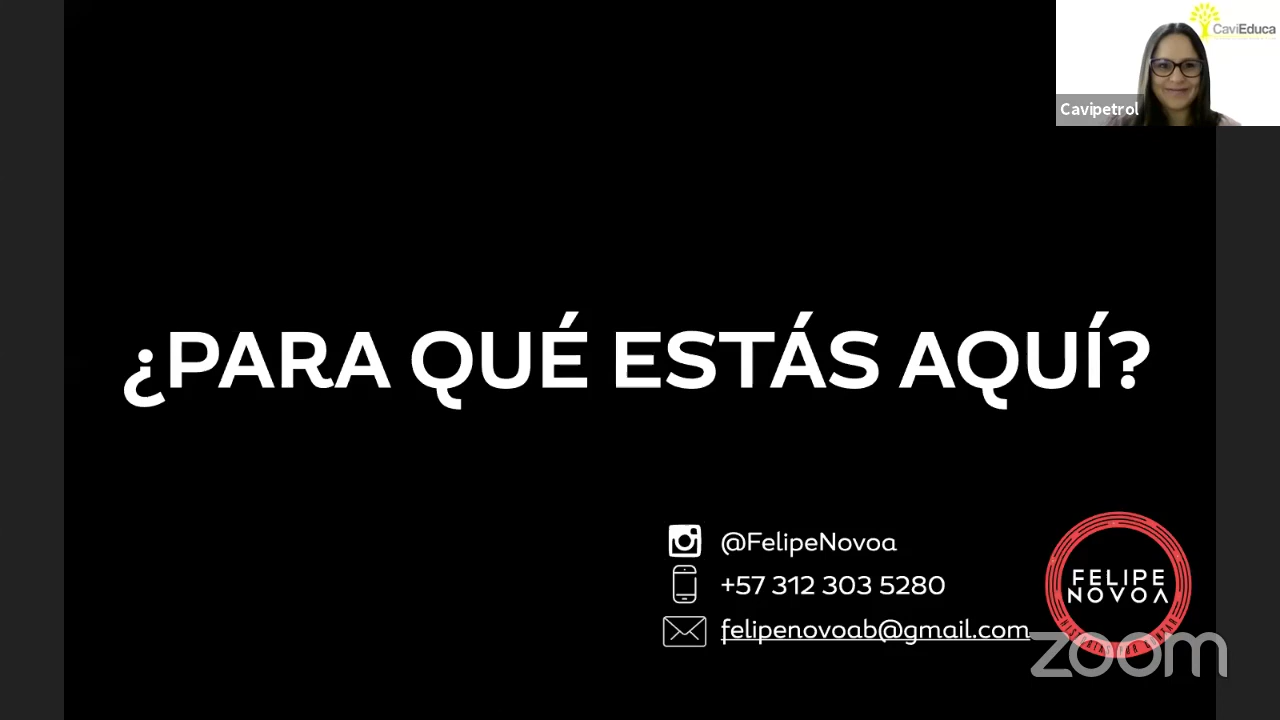 CaviEduca
Cavipetrol
¿PARA QUÉ ESTÁS AQUÍ?
@FelipeNovoa
+57 312 303 5280
felipenovoab@gmail.com
FELIPE
NOVOA
zoom